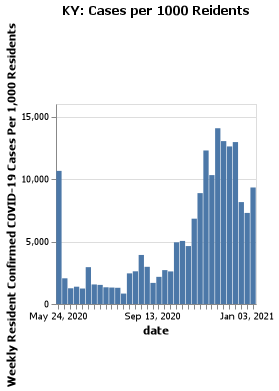 KY: Cases per 1000 Reidents
Weekly Resident Confirmed COVID-19 Cases Per 1,000 Residents
15,000
10,000
5,000
0
May 24, 2020 Sep 13, 2020 Jan 03, 2021
date